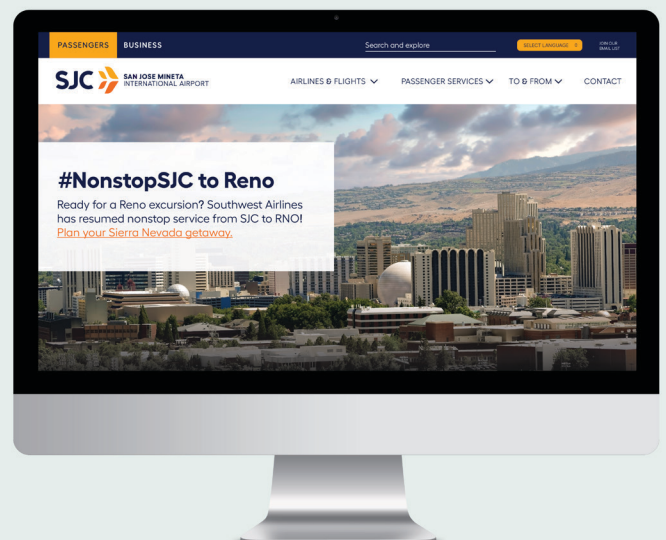 PASSENGERS BUSINESS Search and explore SELECT LANGUAGE JOIN OUR
EMAIL LIST
SJC SAN JOSE MINETA
INTERNATIONAL AIRPORT
AIRLINES & FLIGHTS PASSENGER SERVICES TO & FROM CONTACT
#NonstopSJC to Reno
Ready for a Reno excursion? Southwest Airlines
has resumed nonstop service from SJC to RNO!
Plan your Sierra Nevada getaway.